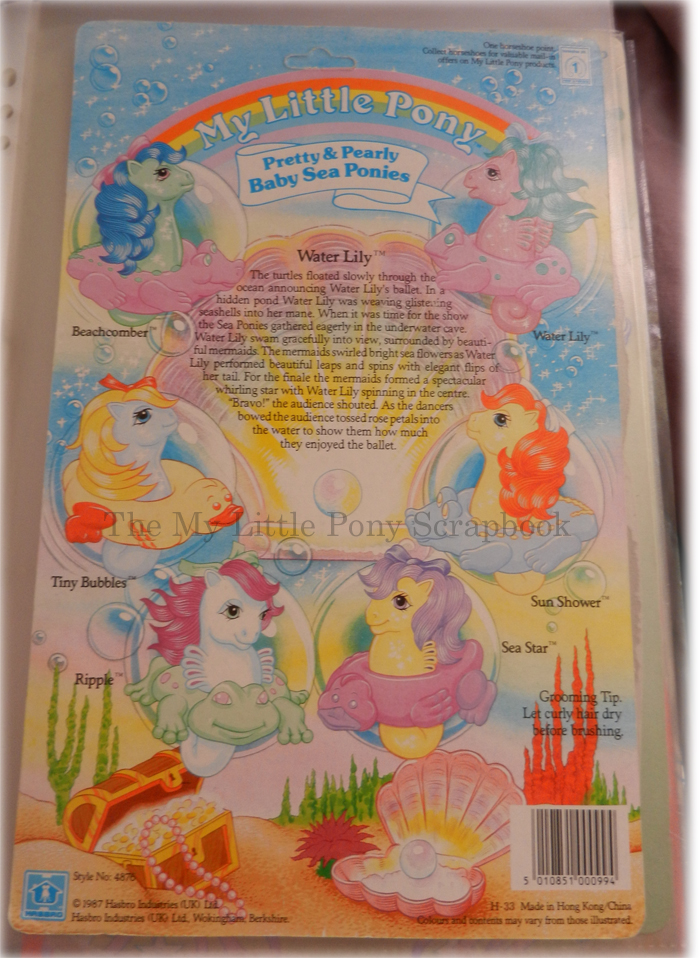 One horseshoe point.
Collect horseshoes for valuable mail-in
offers on My Little Pony products.
1
My Little Pony
Pretty & Pearly
Baby Sea Ponies
Water Lily™
The turtles floated slowly through the
ocean announcing Water Lily's ballet. In a
hidden pond Water Lily was weaving glistening
seashells into her mane. When it was time for the show
the Sea Ponies gathered eagerly in the underwater cave.
Water Lily swam gracefully into view, surrounded by beauti-
ful mermaids. The mermaids swirled bright sea flowers as Water
Lily performed beautiful leaps and spins with elegant flips of
her tail. For the finale the mermaids formed a spectacular
whirling star with Water Lily spinning in the centre.
"Bravo!" the audience shouted. As the dancers
bowed the audience tossed rose petals into
the water to show them how much
they enjoyed the ballet.
Beachcomber™
Water Lily™
The My Little Pony Scrapbook
Tiny Bubbles™
Sun Shower™
Sea Star™
Ripple™
Grooming Tip.
Let curly hair dry
before brushing.
5 010851 000994
HASBRO
Style No: 4876
© 1987 Hasbro Industries (UK) Ltd.
Hasbro Industries (UK) Ltd., Wokingham, Berkshire.
H-33 Made in Hong Kong/China
Colours and contents may vary from those illustrated.